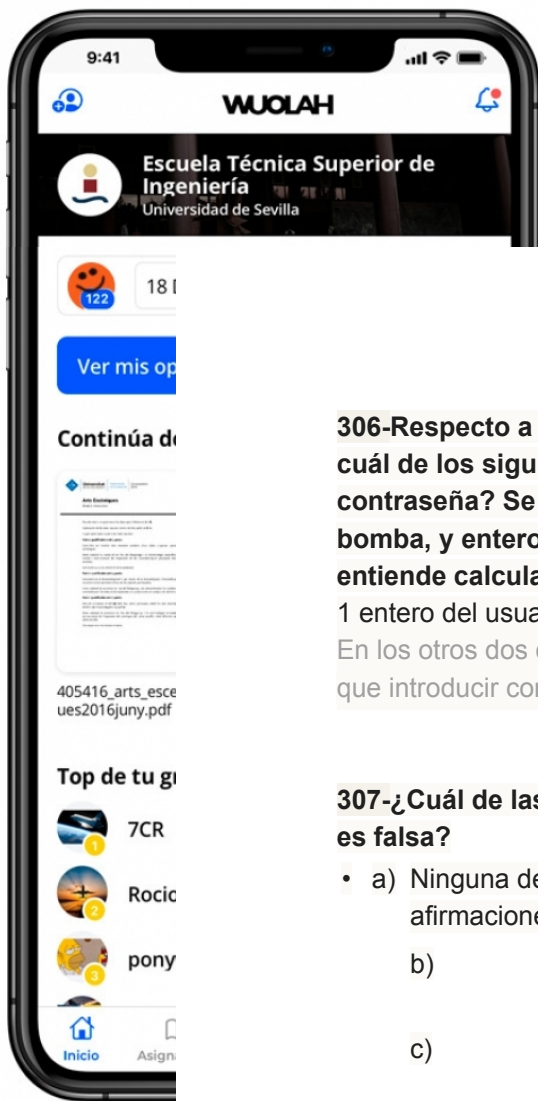 9:41
WUOLAH
Escuela Técnica Superior de
Ingeniería
Universidad de Sevilla
122
18
Ver mis op
Continúa d
405416_arts_esce
ues2016juny.pdf
Top de tu g
1
7CR
2
Rocio
3
pony
Inicio
Asign
306-Respecto a
cuál de los sigu
contraseña? Se
bomba, y entero
entiende calcula
1 entero del usua
En los otros dos
que introducir co
307-¿Cuál de las
es falsa?
• a) Ninguna de
afirmacione
b)
c)